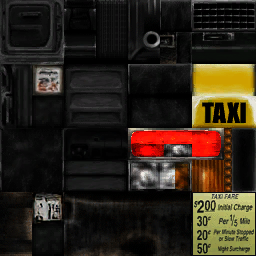 TAXI
TAXI FARE
$2.00 Initial Charge
30¢ Per 1/5 Mile
20¢ Per Minute Stopped
or Slow Traffic
50¢ Night Surcharge